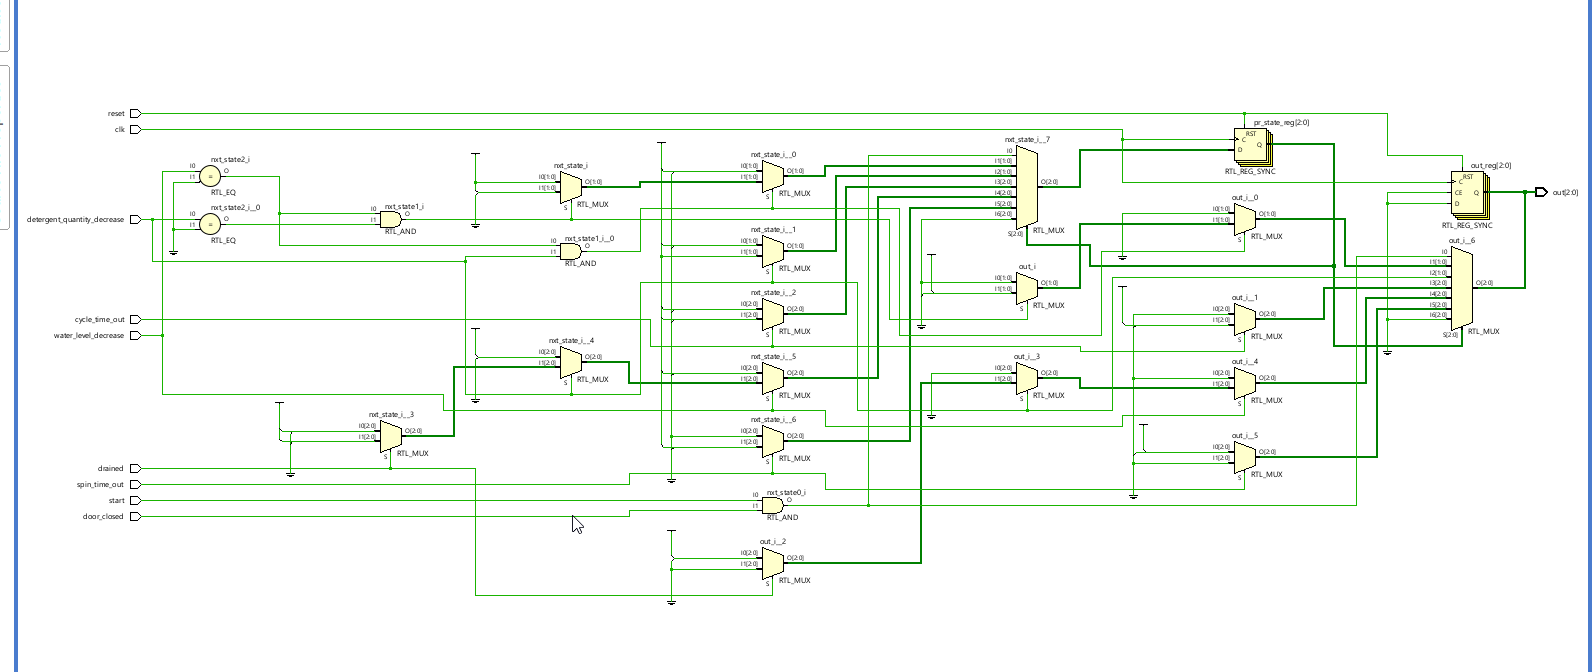 reset
clk
pr_state_reg[2:0]
RST
C
D
Q
RTL_REG_SYNC
nxt_state_i__7
I0
I1[1:0]
I2[1:0]
I3[2:0]
I4[2:0]
I5[2:0]
I6[2:0]
S[2:0]
O[2:0]
RTL_MUX
nxt_state2_i
I0
I1
O
=
RTL_EQ
nxt_state_i
I0[1:0]
I1[1:0]
S
O[1:0]
RTL_MUX
nxt_state_i__0
I0[1:0]
I1[1:0]
S
O[1:0]
RTL_MUX
out_reg[2:0]
RST
C
CE
D
Q
RTL_REG_SYNC
out[2:0]
detergent_quantity_decrease
nxt_state2_i__0
I0
I1
O
=
RTL_EQ
nxt_state1_i
I0
I1
O
RTL_AND
nxt_state1_i__0
I0
I1
O
RTL_AND
nxt_state_i__1
I0[1:0]
I1[1:0]
S
O[1:0]
RTL_MUX
out_i__0
I0[1:0]
I1[1:0]
S
O[1:0]
RTL_MUX
out_i__6
I0
I1[1:0]
I2[1:0]
I3[2:0]
I4[2:0]
I5[2:0]
I6[2:0]
S[2:0]
O[2:0]
RTL_MUX
out_i
I0[1:0]
I1[1:0]
S
O[1:0]
RTL_MUX
nxt_state_i__2
I0[2:0]
I1[2:0]
S
O[2:0]
RTL_MUX
out_i__1
I0[2:0]
I1[2:0]
S
O[2:0]
RTL_MUX
cycle_time_out
water_level_decrease
nxt_state_i__4
I0[2:0]
I1[2:0]
S
O[2:0]
RTL_MUX
nxt_state_i__5
I0[2:0]
I1[2:0]
S
O[2:0]
RTL_MUX
out_i__3
I0[2:0]
I1[2:0]
S
O[2:0]
RTL_MUX
out_i__4
I0[2:0]
I1[2:0]
S
O[2:0]
RTL_MUX
nxt_state_i__3
I0[2:0]
I1[2:0]
S
O[2:0]
RTL_MUX
nxt_state_i__6
I0[2:0]
I1[2:0]
S
O[2:0]
RTL_MUX
out_i__5
I0[2:0]
I1[2:0]
S
O[2:0]
RTL_MUX
drained
spin_time_out
start
door_closed
nxt_state0_i
I0
I1
O
RTL_AND
out_i__2
I0[2:0]
I1[2:0]
S
O[2:0]
RTL_MUX